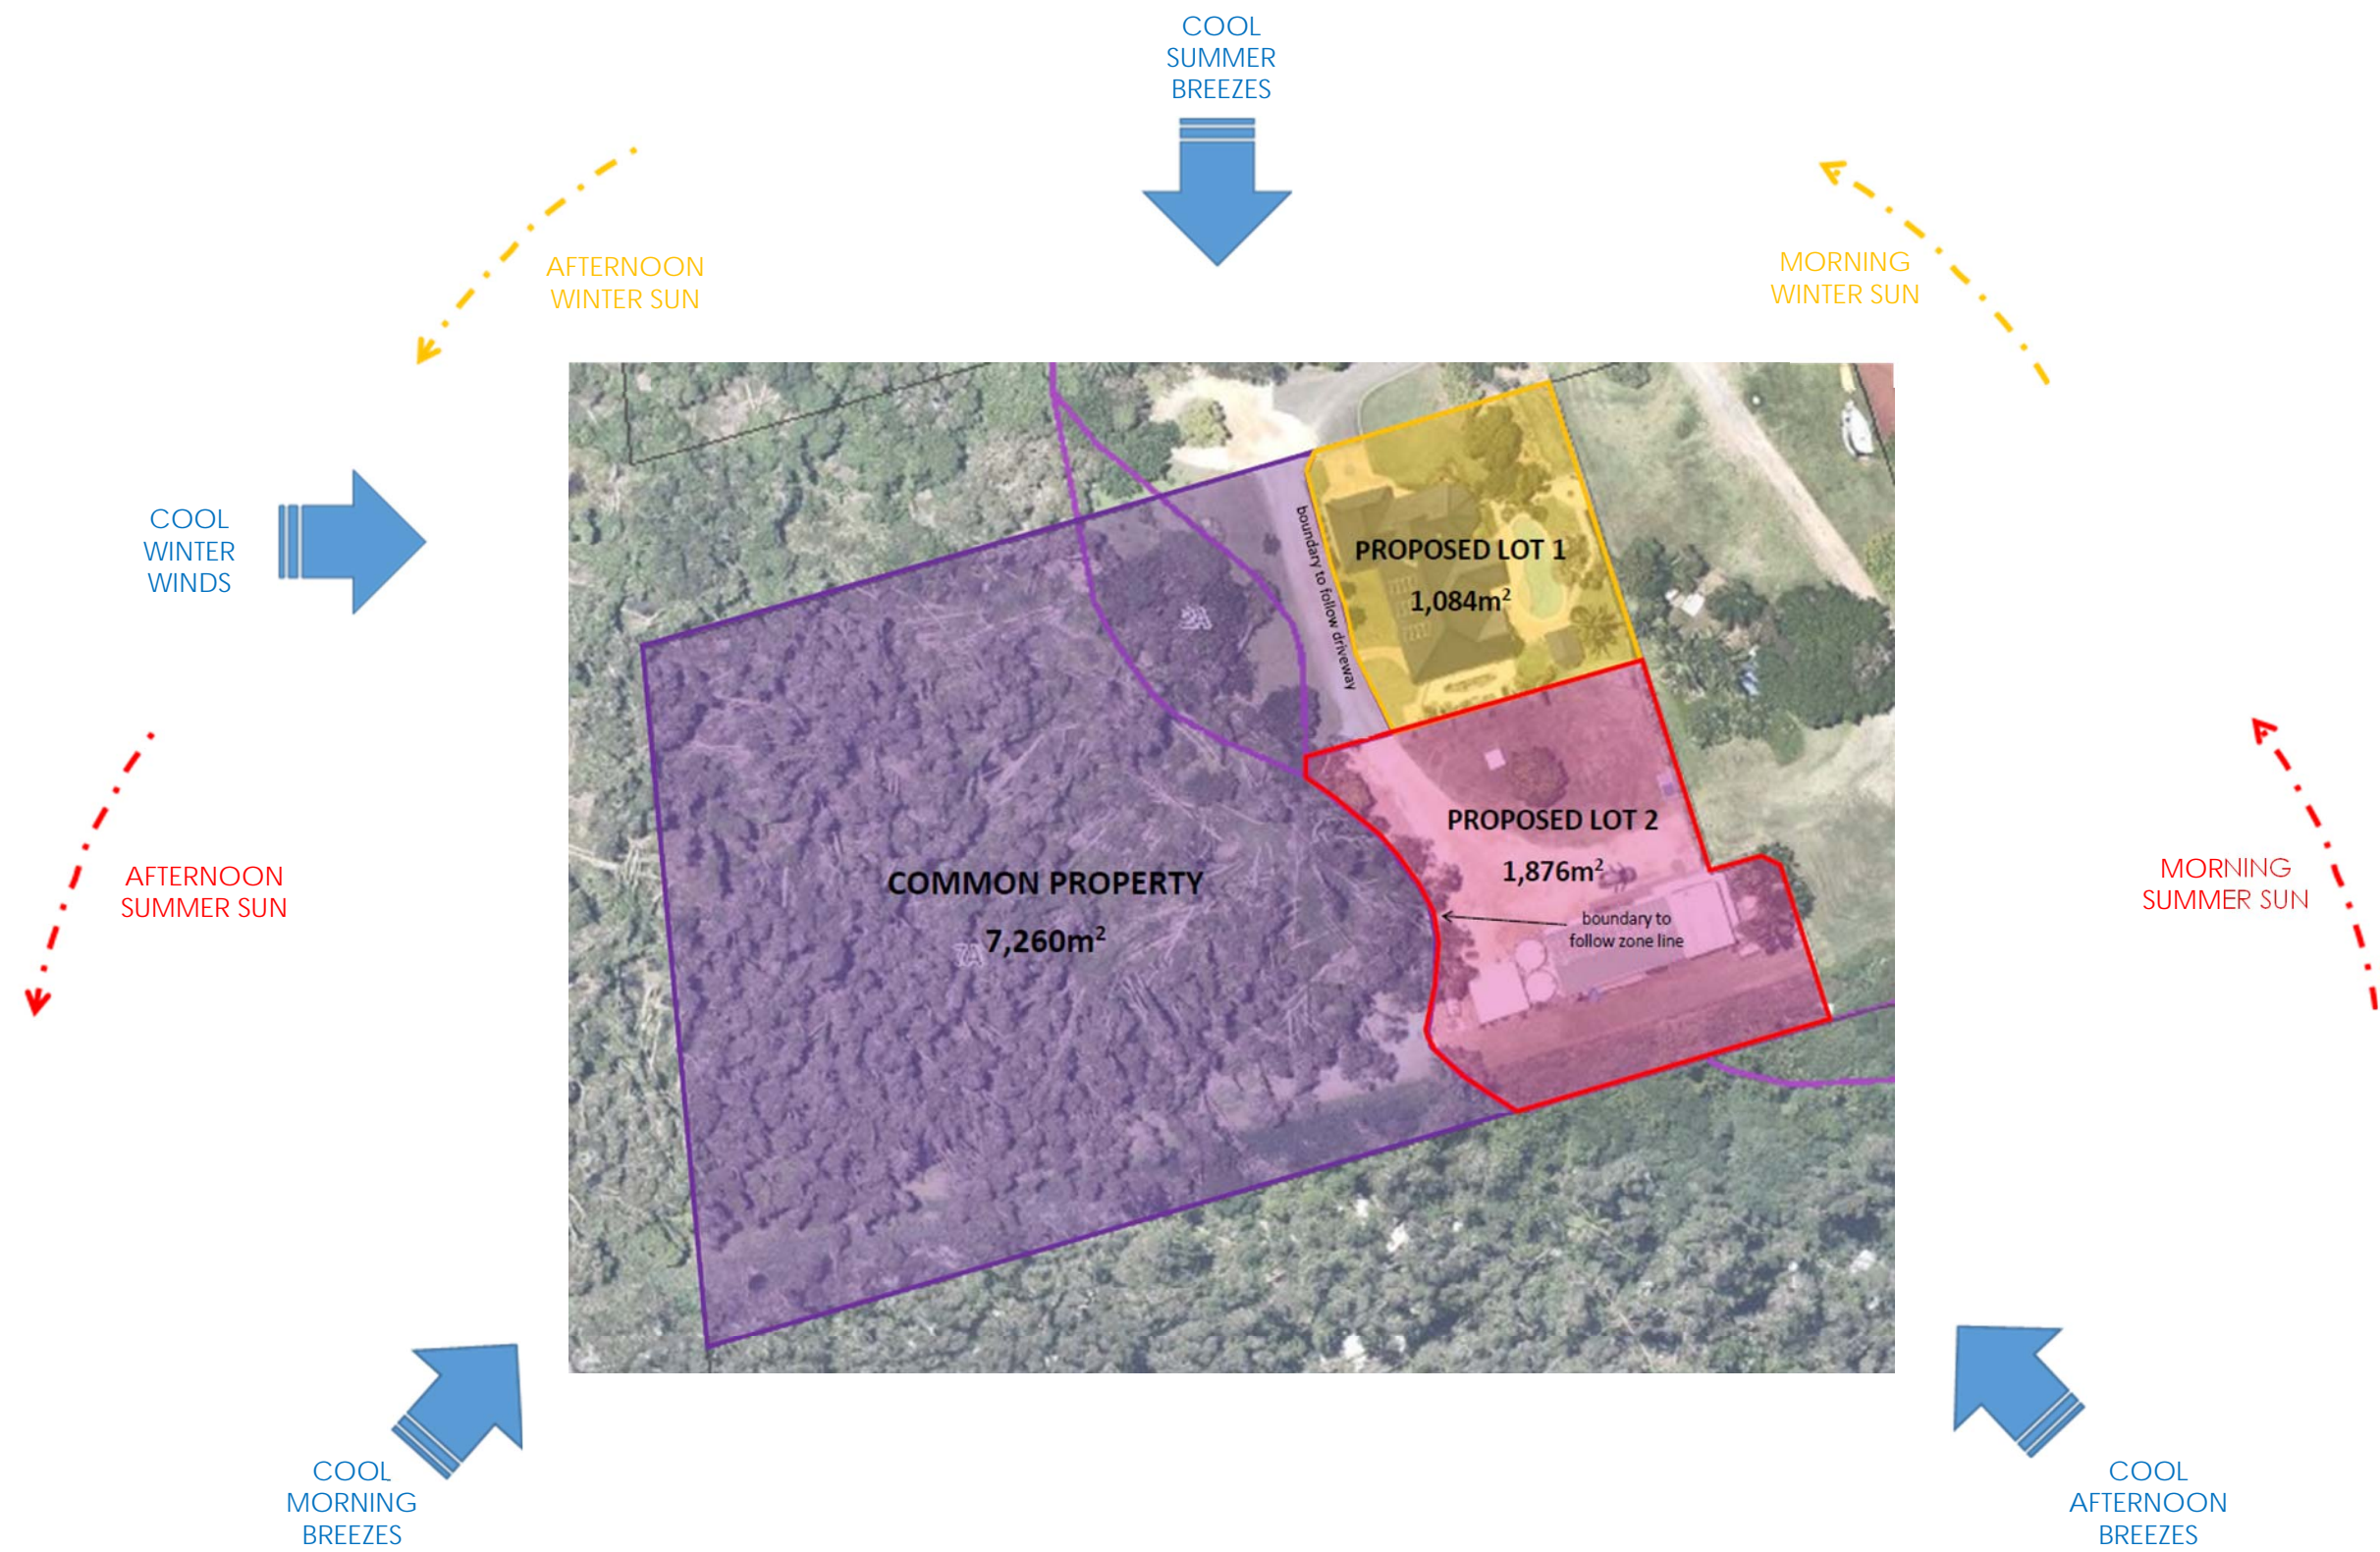 COOL
SUMMER
BREEZES
AFTERNOON
WINTER SUN
MORNING
WINTER SUN
COOL
WINTER
WINDS
boundary to follow driveway
PROPOSED LOT 1
1,084m²
2A
AFTERNOON
SUMMER SUN
COMMON PROPERTY
7,260m²
7A
PROPOSED LOT 2
1,876m²
boundary to
follow zone line
MORNING
SUMMER SUN
COOL
MORNING
BREEZES
COOL
AFTERNOON
BREEZES